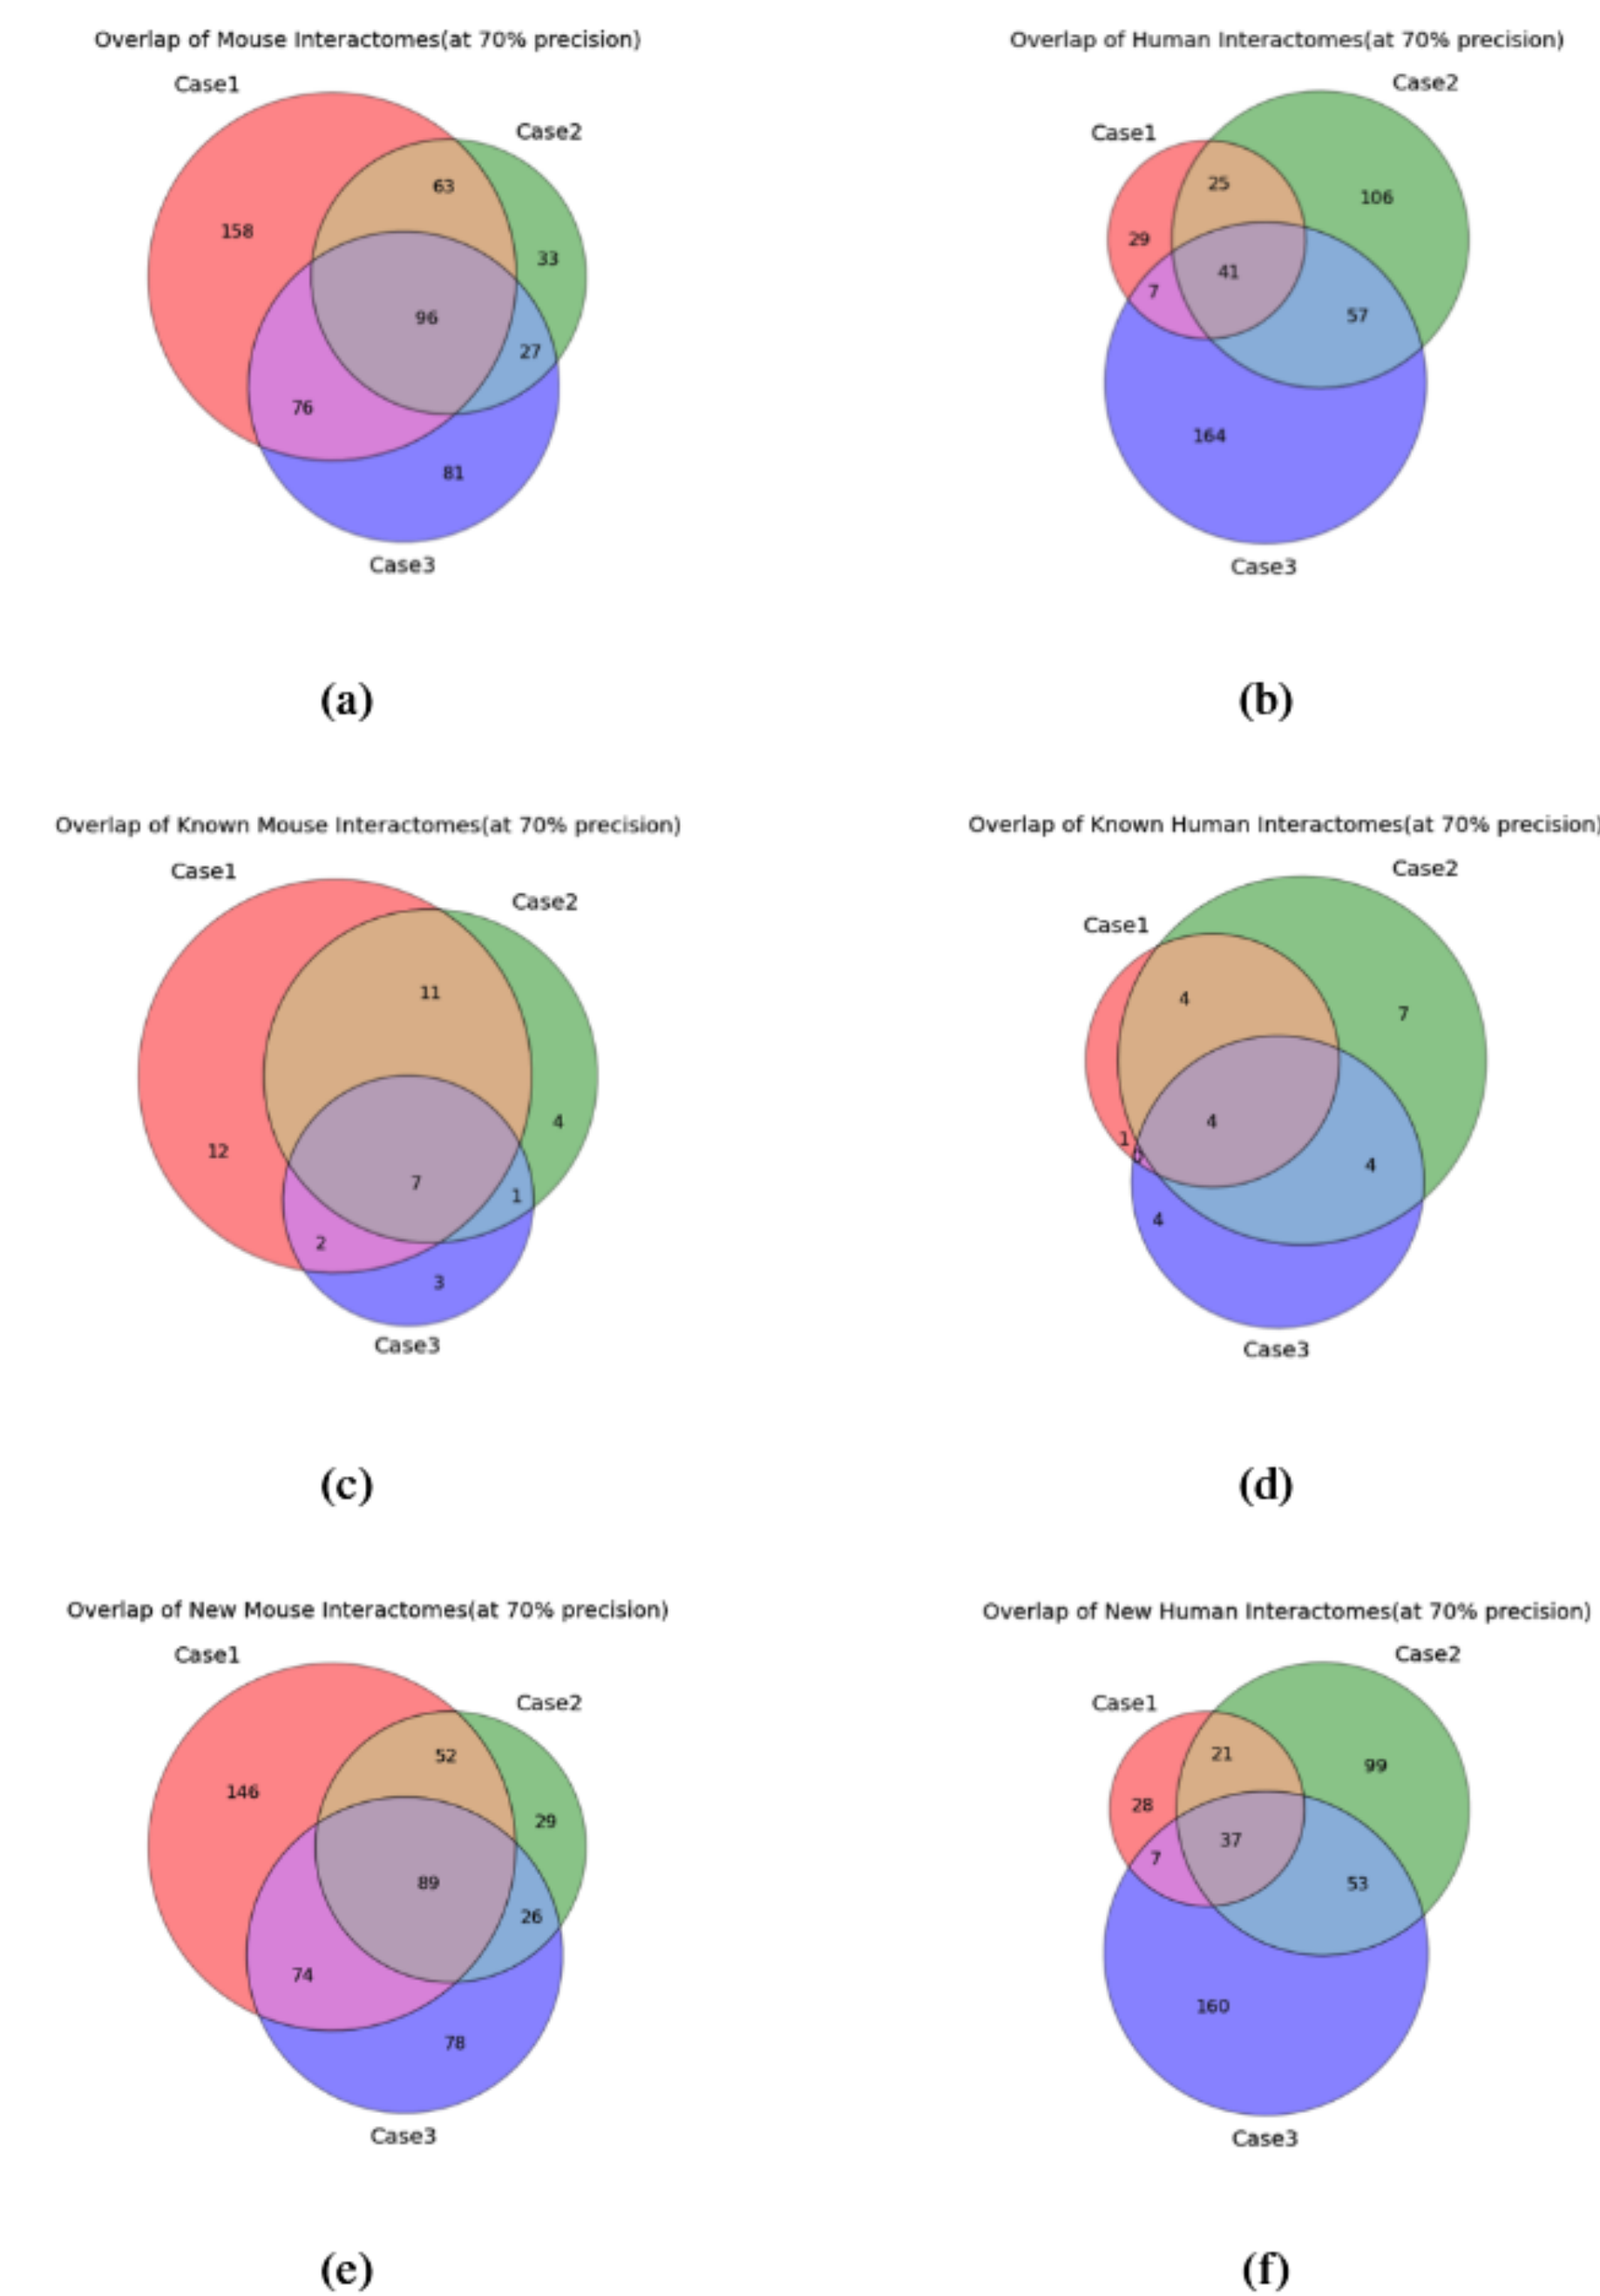 Overlap of Mouse Interactomes(at 70% precision)
Case1
Case2
63
158
33
96
27
76
81
Case3
(a)
Overlap of Human Interactomes(at 70% precision)
Case2
Case1
25
106
29
41
7
57
164
Case3
(b)
Overlap of Known Mouse Interactomes(at 70% precision)
Case1
Case2
11
4
12
7
1
2
3
Case3
(c)
Overlap of Known Human Interactomes(at 70% precision)
Case2
Case1
4
7
4
1
0
4
4
Case3
(d)
Overlap of New Mouse Interactomes(at 70% precision)
Case1
Case2
52
146
29
89
26
74
78
Case3
(e)
Overlap of New Human Interactomes(at 70% precision)
Case2
Case1
21
99
28
37
7
53
160
Case3
(f)